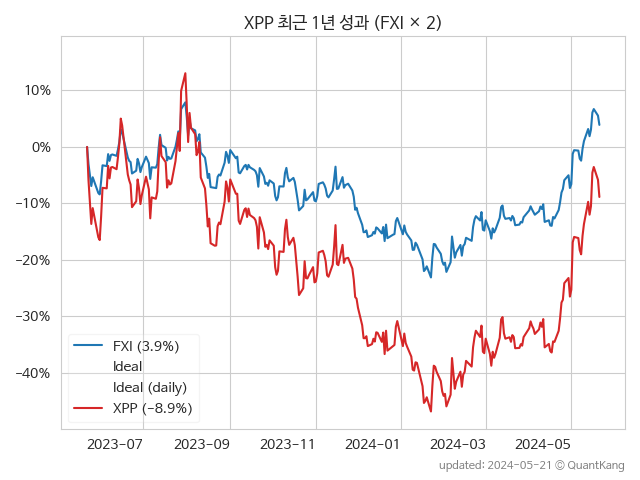 XPP 최근 1년 성과 (FXI × 2)
10%
0%
−10%
−20%
−30%
−40%
FXI (3.9%)
Ideal
Ideal (daily)
XPP (−8.9%)
2023-07 2023-09 2023-11 2024-01 2024-03 2024-05
updated: 2024-05-21 © QuantKang